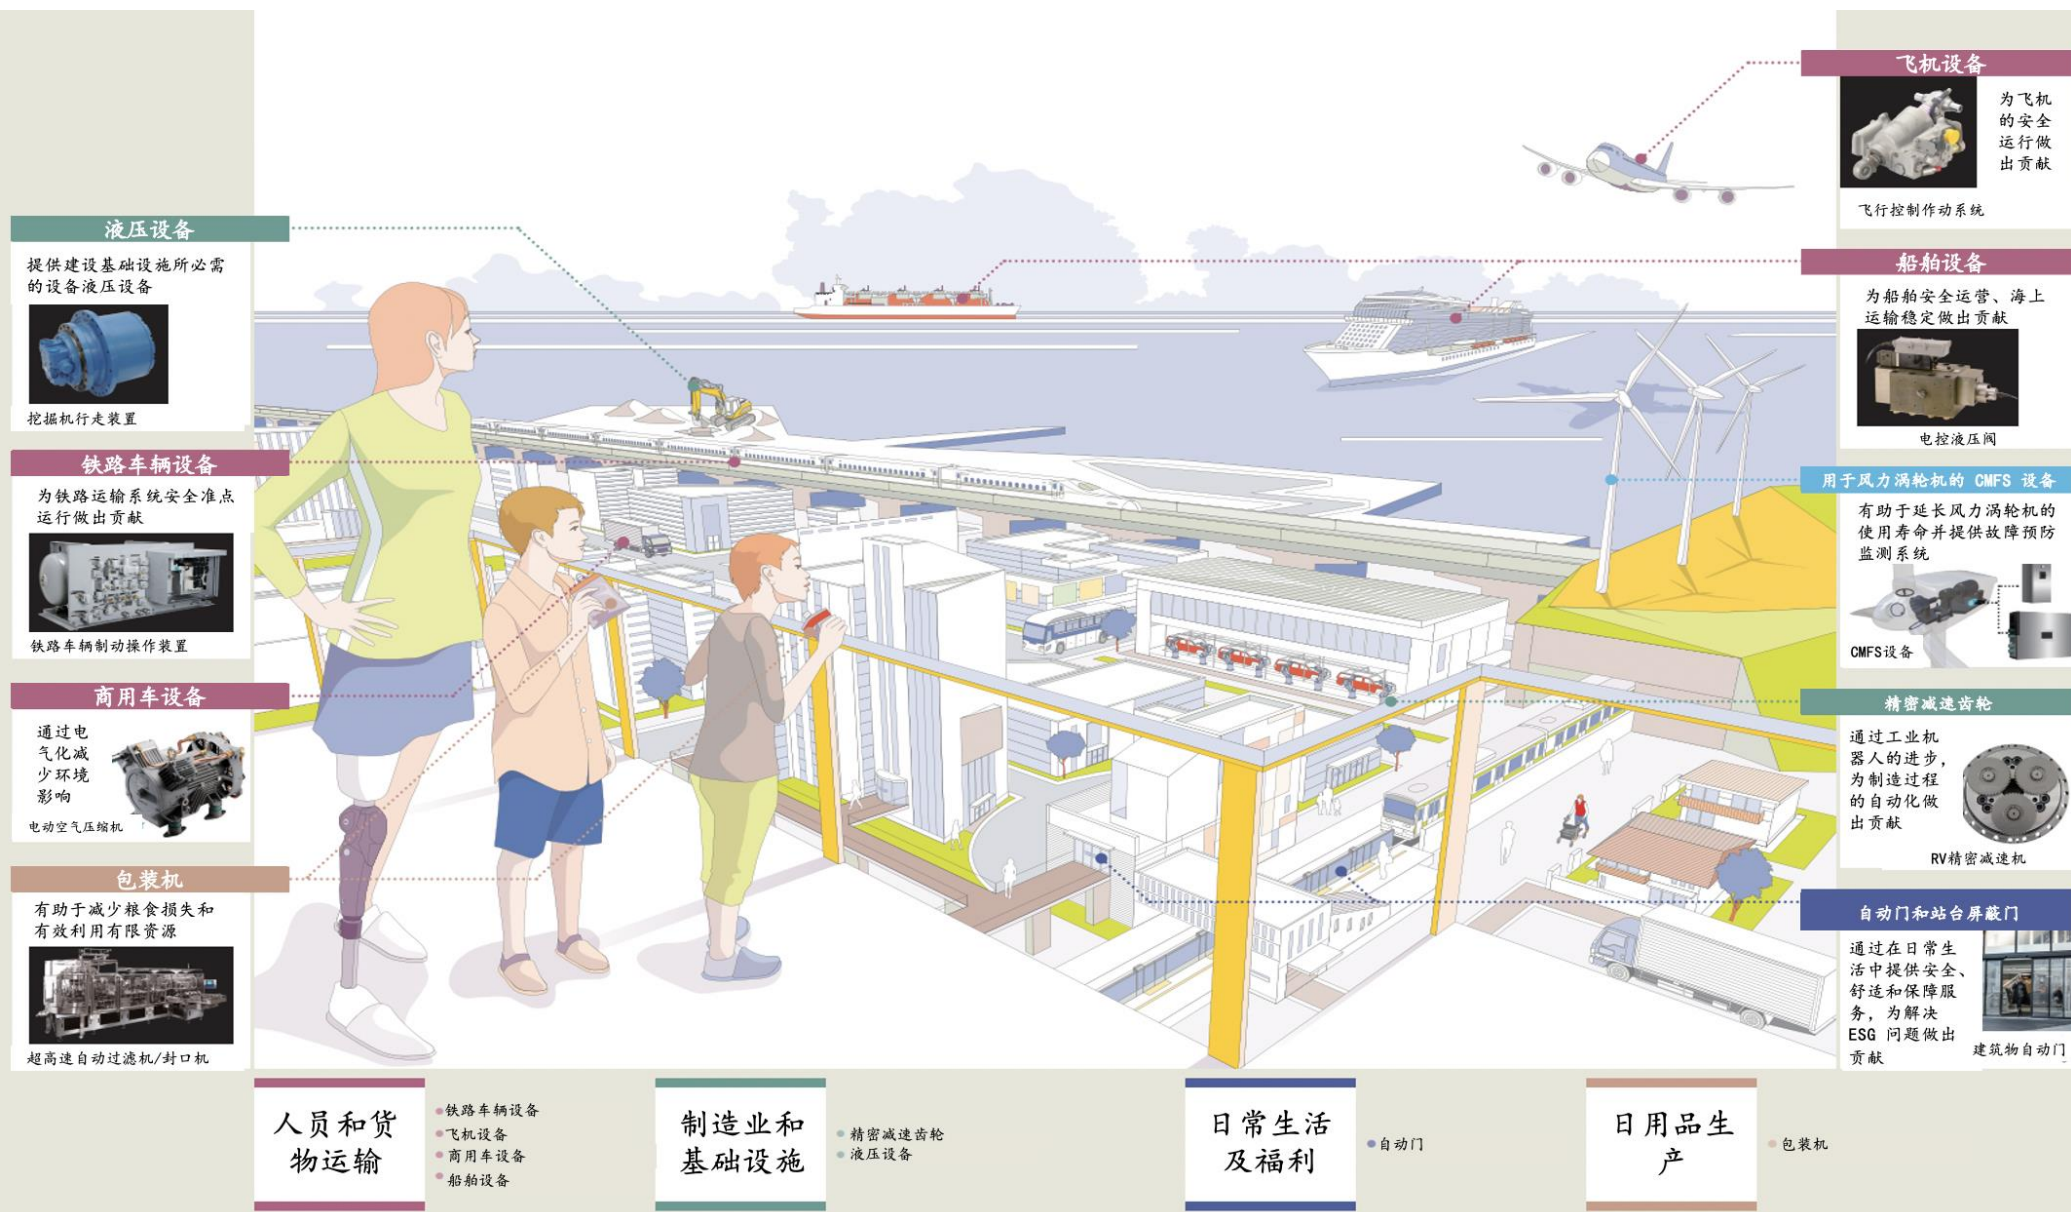 飞机设备
为飞机
的安全
运行做
出贡献
飞行控制作动系统
液压设备
提供建设基础设施所必需
的设备液压设备
挖掘机行走装置
船舶设备
为船舶安全运营、海上
运输稳定做出贡献
电控液压阀
铁路车辆设备
为铁路运输系统安全准点
运行做出贡献
铁路车辆制动操作装置
用于风力涡轮机的 CMFS 设备
有助于延长风力涡轮机的
使用寿命并提供故障预防
监测系统
CMFS设备
商用车设备
通过电
气化减
少环境
影响
电动空气压缩机
精密减速齿轮
通过工业机
器人的进步,
为制造过程
的自动化做
出贡献
RV精密减速机
包装机
有助于减少粮食损失和
有效利用有限资源
超高速自动过滤机/封口机
自动门和站台屏蔽门
通过在日常生
活中提供安全、
舒适和保障服
务, 为解决
ESG 问题做出
贡献
建筑物自动门
人员和货
物运输
铁路车辆设备
飞机设备
商用车设备
船舶设备
制造业和
基础设施
精密减速齿轮
液压设备
日常生活
及福利
自动门
日用品生
产
包装机